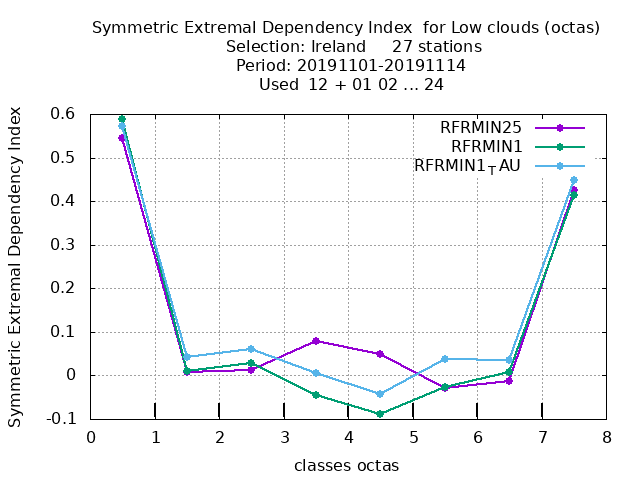 Symmetric Extremal Dependency Index  for Low clouds (octas)
Selection: Ireland     27 stations
Period: 20191101-20191114
Used  12 + 01 02 ... 24
Symmetric Extremal Dependency Index
0.6
0.5
0.4
0.3
0.2
0.1
0
-0.1
RFRMIN25
RFRMIN1
RFRMIN1TAU
0 1 2 3 4 5 6 7 8
classes octas